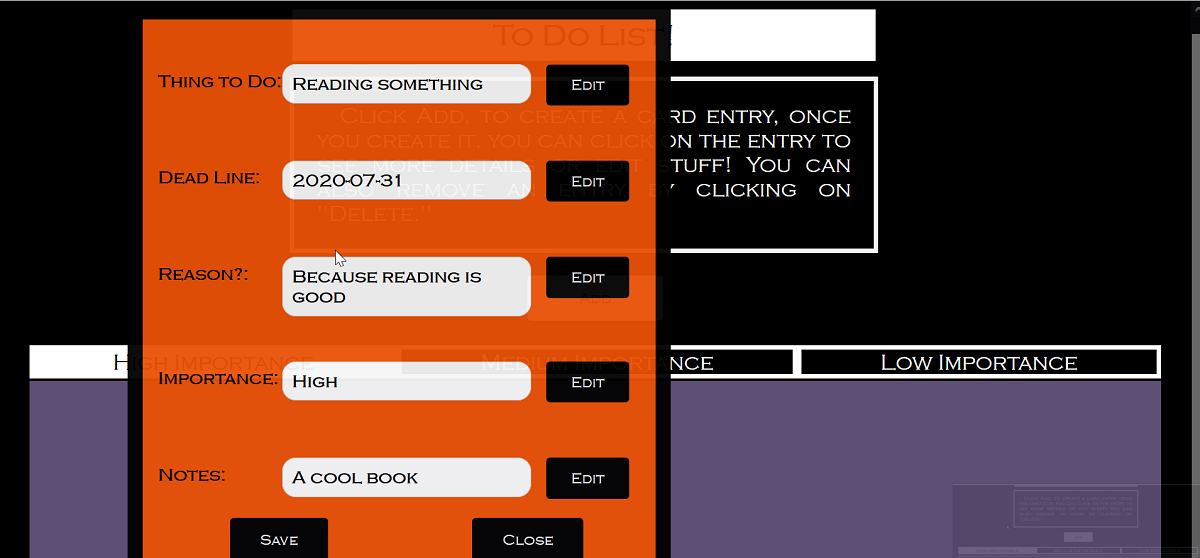 To Do List!
Thing to Do: Reading something Edit
Click Add, to create a card entry, once
you create it, you can click on the entry to
see more details or edit stuff! You can
also remove an entry by clicking on
"Delete."
Dead Line: 2020-07-31 Edit
Reason?: Because reading is good Edit
Add
High Importance Medium Importance Low Importance
Importance: High Edit
Notes: A cool book Edit
Save Close